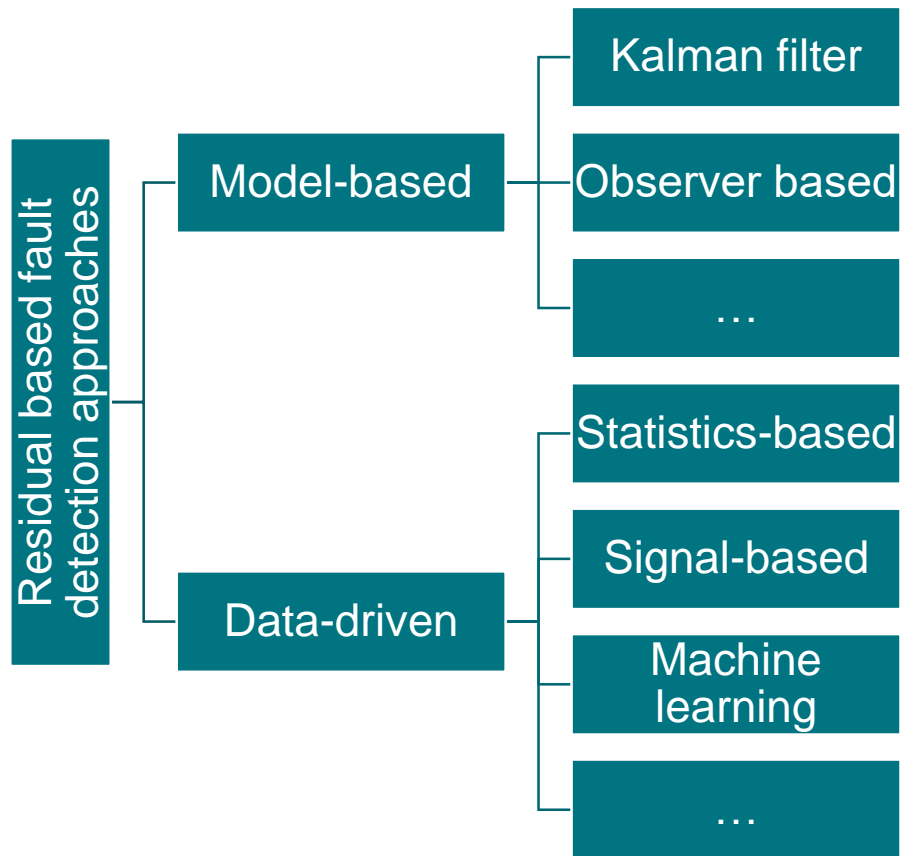 Residual based fault
detection approaches
Model-based
Kalman filter
Observer based
…
Data-driven
Statistics-based
Signal-based
Machine
learning
…